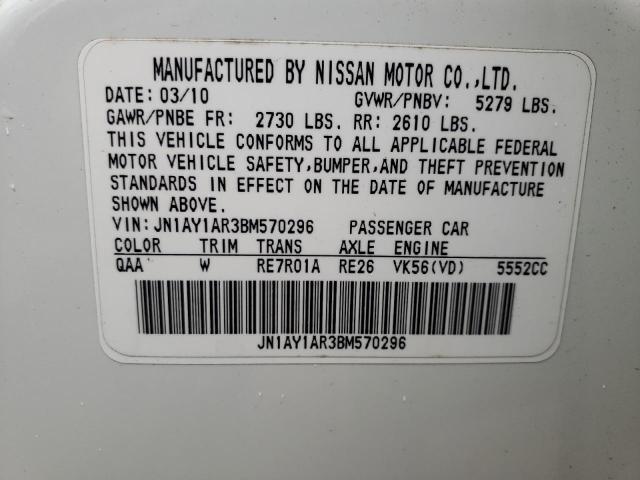 MANUFACTURED BY NISSAN MOTOR CO.,LTD.
DATE: 03/10 GVWR/PNBV: 5279 LBS.
GAWR/PNBE FR: 2730 LBS. RR: 2610 LBS.
THIS VEHICLE CONFORMS TO ALL APPLICABLE FEDERAL
MOTOR VEHICLE SAFETY,BUMPER,AND THEFT PREVENTION
STANDARDS IN EFFECT ON THE DATE OF MANUFACTURE
SHOWN ABOVE.
VIN: JN1AY1AR3BM570296 PASSENGER CAR
COLOR TRIM TRANS AXLE ENGINE
QAA W RE7R01A RE26 VK56(VD) 5552CC
JN1AY1AR3BM570296